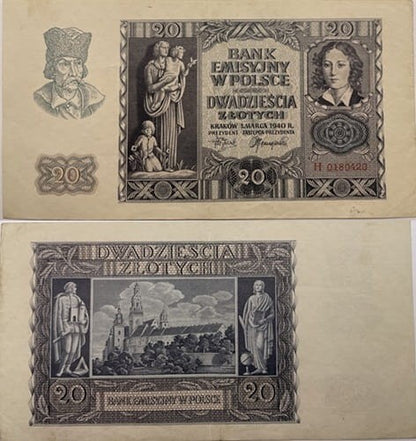 20 20
BANK
EMISYJNY
W POLSCE
DWADZIEŚCIA
ZŁOTYCH
KRAKÓW 1. MARCA 1940 R.
PREZYDENT ZASTĘPCA PREZYDENTA
H 0180423
20 20
DWADZIEŚCIA
ZŁOTYCH
20 20
BANK EMISYJNY W POLSCE